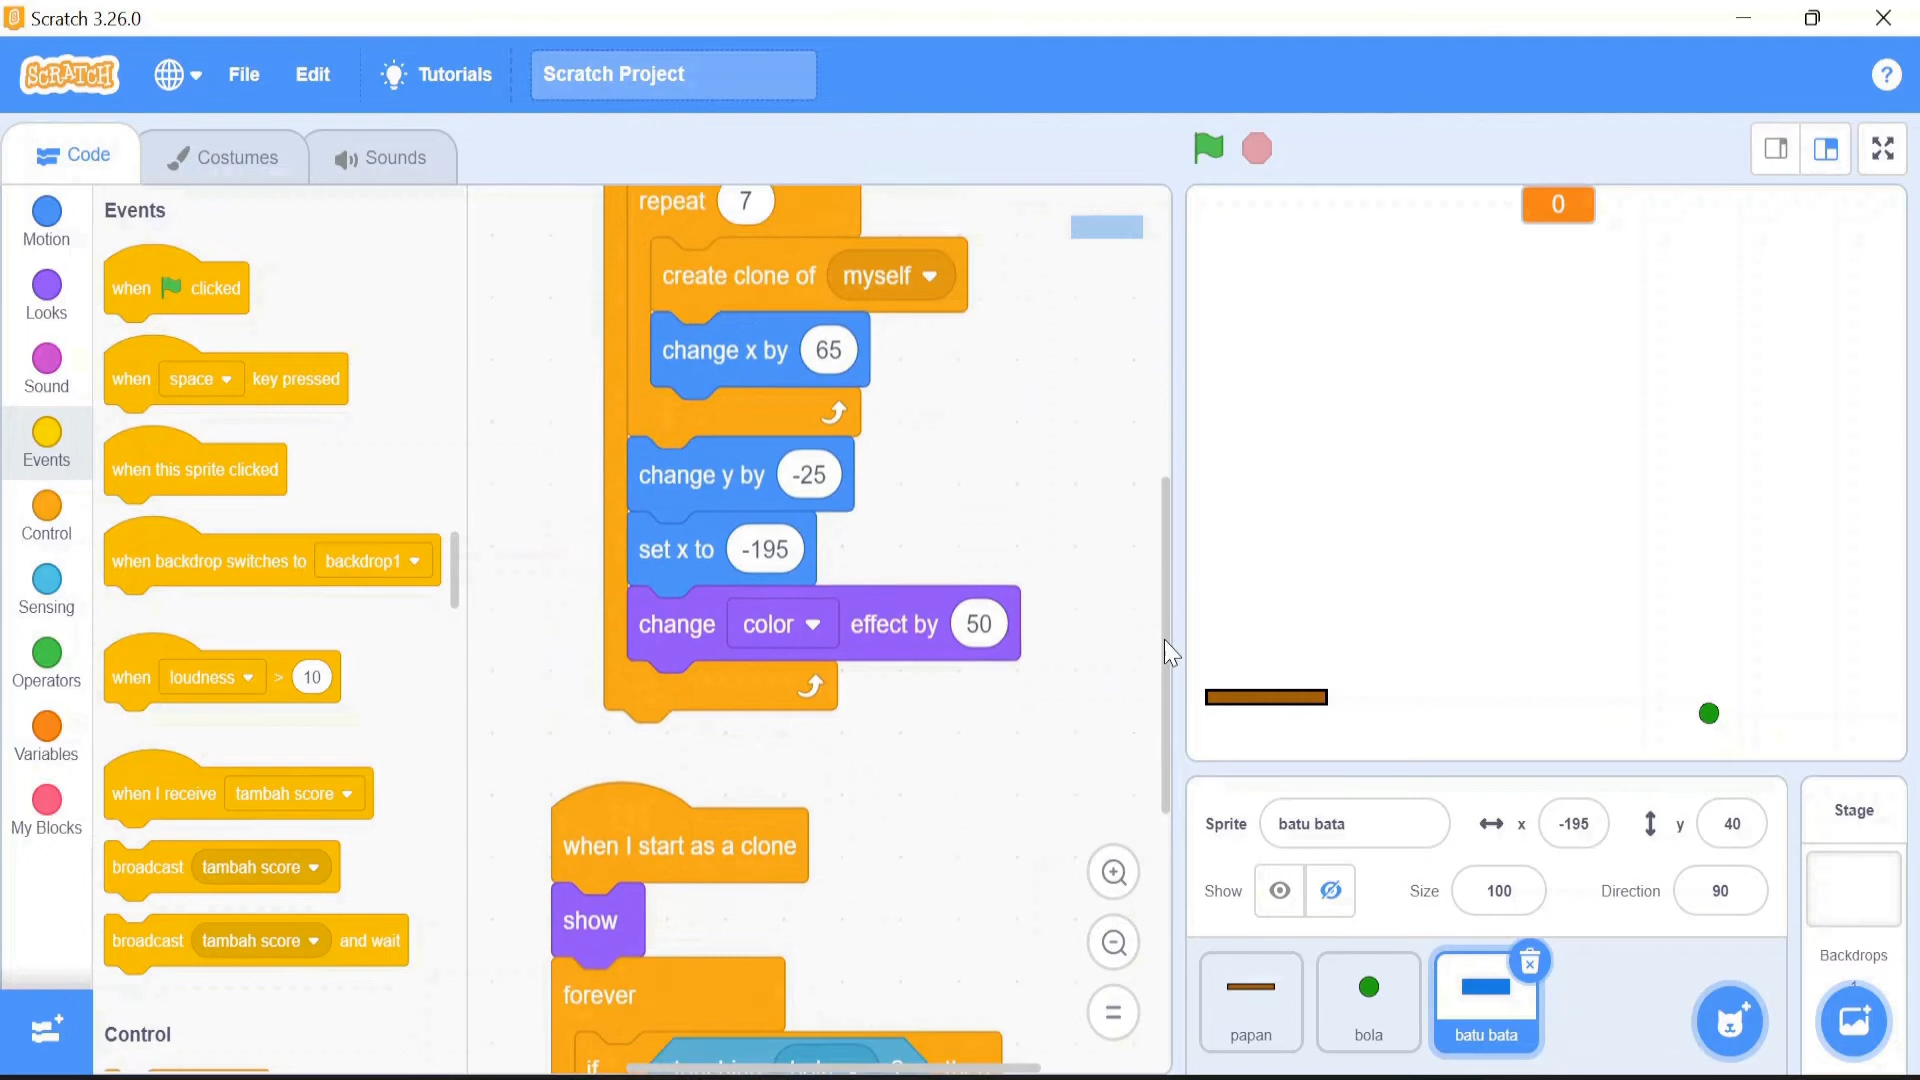 Scratch 3.26.0
SCRATCH File Edit Tutorials Scratch Project ?
Code Costumes Sounds
Motion
Looks
Sound
Events
Control
Sensing
Operators
Variables
My Blocks
Events
when clicked
when space key pressed
when this sprite clicked
when backdrop switches to backdrop1
when loudness > 10
when I receive tambah score
broadcast tambah score
broadcast tambah score and wait
Control
repeat 7
create clone of myself
change x by 65
change y by -25
set x to -195
change color effect by 50
when I start as a clone
show
forever
if
0
Sprite batu bata x -195 y 40
Show Size 100 Direction 90
papan
bola
batu bata
Stage
Backdrops